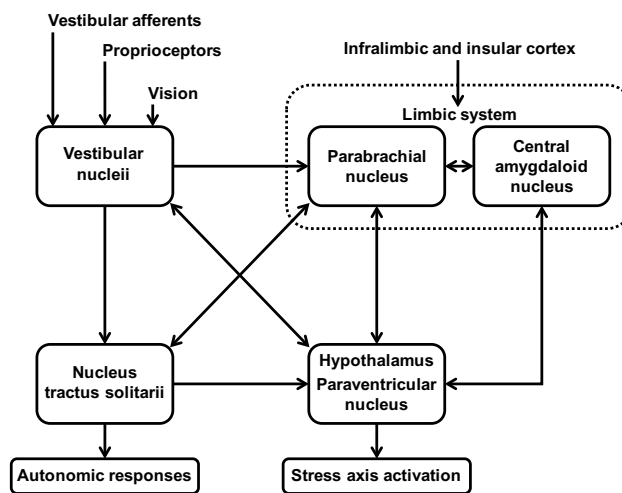 Vestibular afferents
Proprioceptors
Vision
Infralimbic and insular cortex
Limbic system
Vestibular
nucleii
Parabrachial
nucleus
Central
amygdaloid
nucleus
Nucleus
tractus solitarii
Hypothalamus
Paraventricular
nucleus
Autonomic responses
Stress axis activation